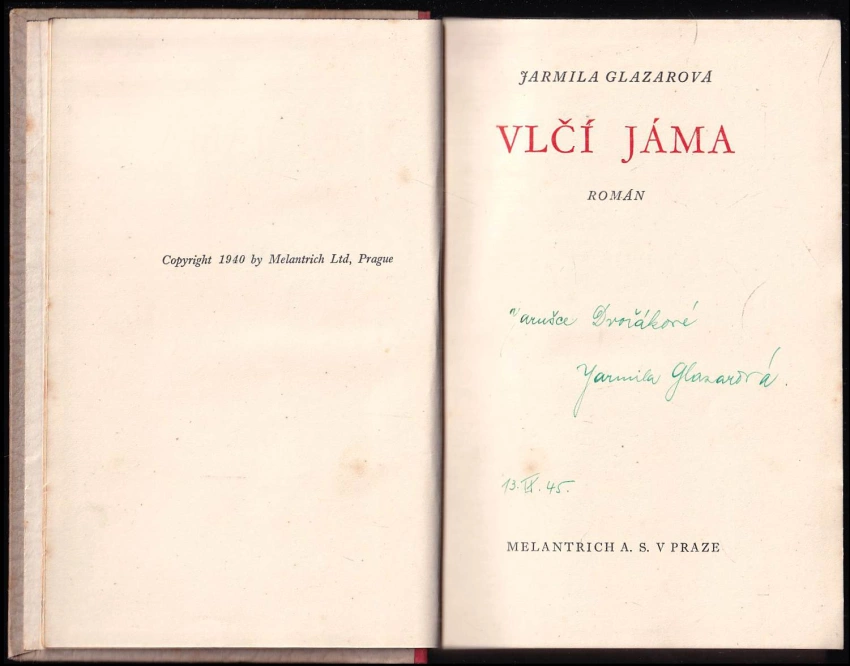 Copyright 1940 by Melantrich Ltd, Prague
JARMILA GLAZAROVÁ
VLČÍ JÁMA
ROMÁN
Dvořákové
Jarmila Glazarová
13. IX. 45.
MELANTRICH A. S. V PRAZE